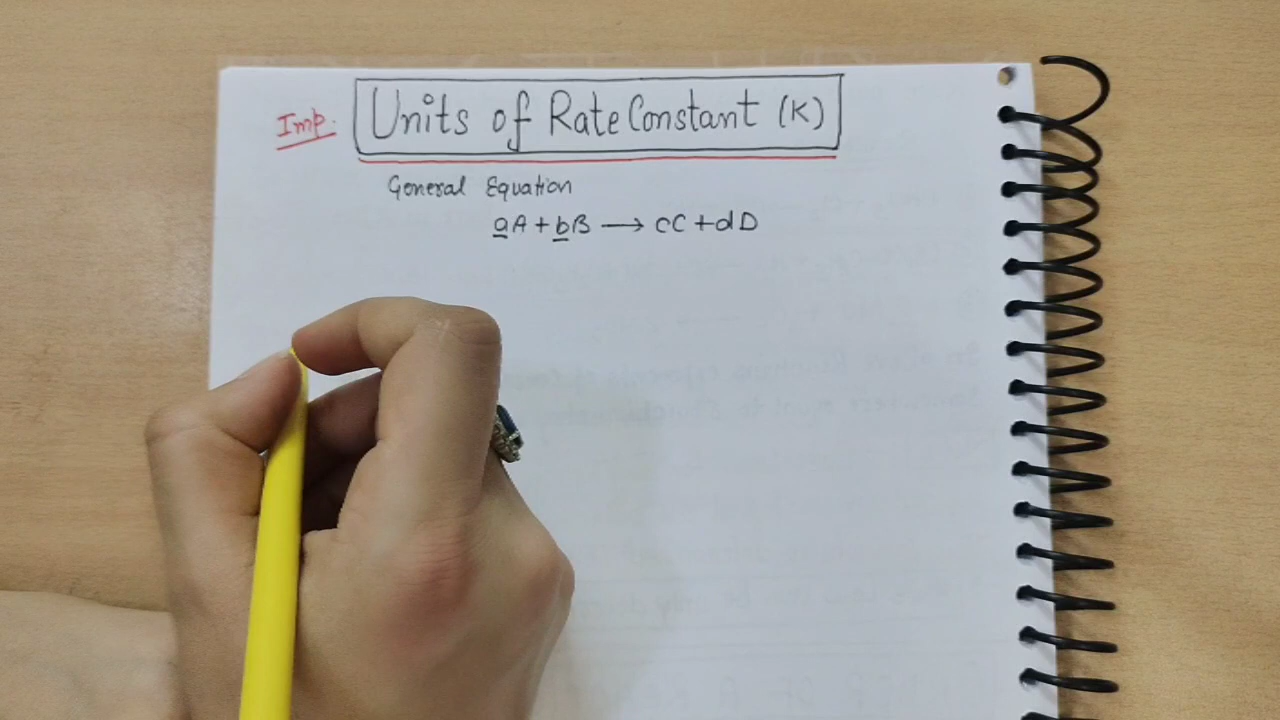 Imp. Units of Rate Constant (K)
General Equation
aA + bB → cC + dD